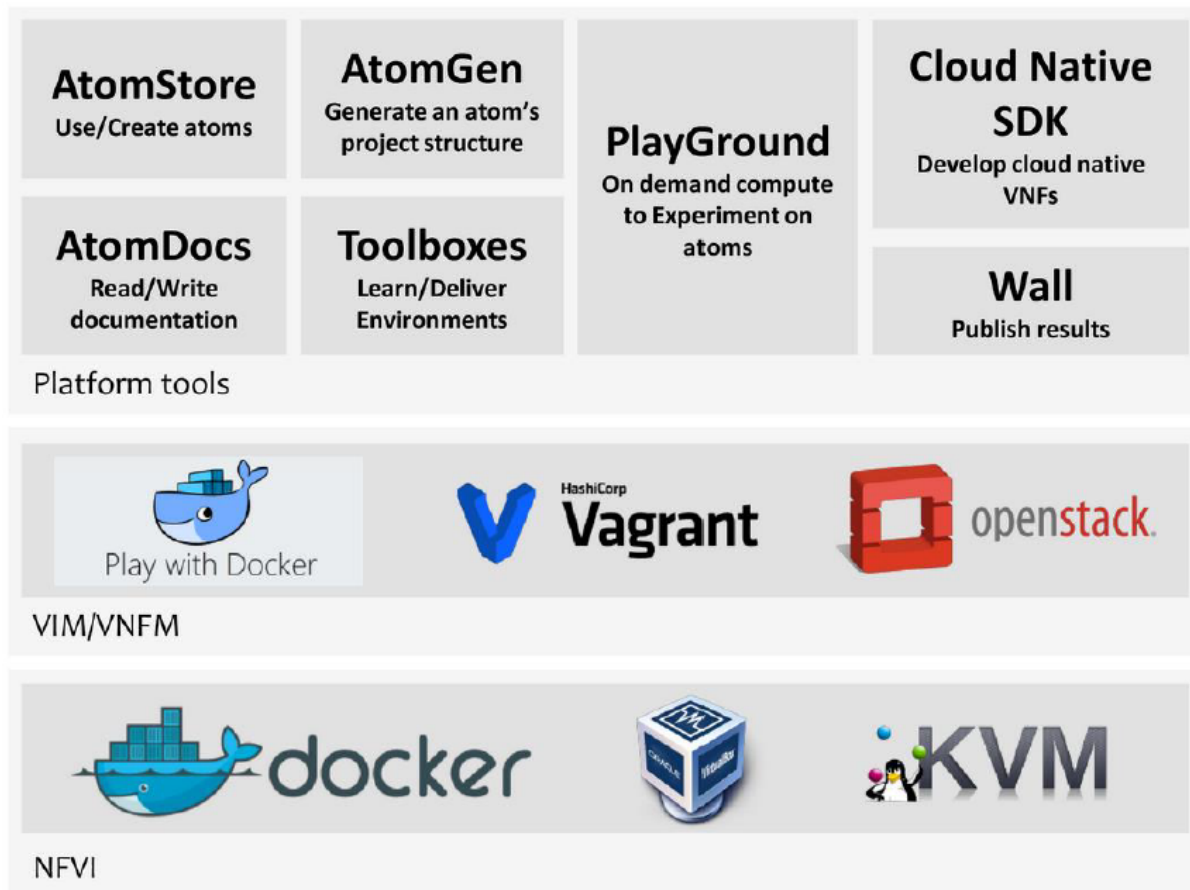 AtomStore
Use/Create atoms
AtomGen
Generate an atom's
project structure
PlayGround
On demand compute
to Experiment on
atoms
Cloud Native
SDK
Develop cloud native
VNFs
AtomDocs
Read/Write
documentation
Toolboxes
Learn/Deliver
Environments
Wall
Publish results
Platform tools
Play with Docker
HashiCorp
Vagrant
openstack.
VIM/VNFM
docker
ORACLE
VirtualBox
KVM
NFVI